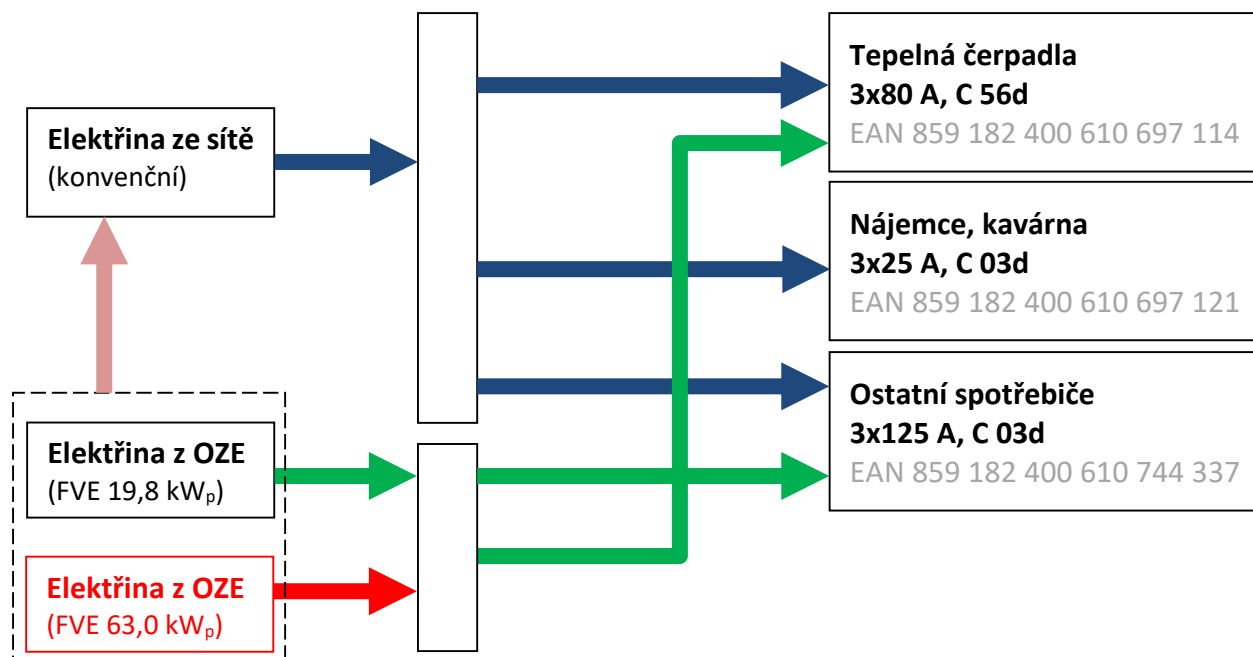 Elektřina ze sítě
(konvenční)
Elektřina z OZE
(FVE 19,8 kWp)
Elektřina z OZE
(FVE 63,0 kWp)
Tepelná čerpadla
3x80 A, C 56d
EAN 859 182 400 610 697 114
Nájemce, kavárna
3x25 A, C 03d
EAN 859 182 400 610 697 121
Ostatní spotřebiče
3x125 A, C 03d
EAN 859 182 400 610 744 337